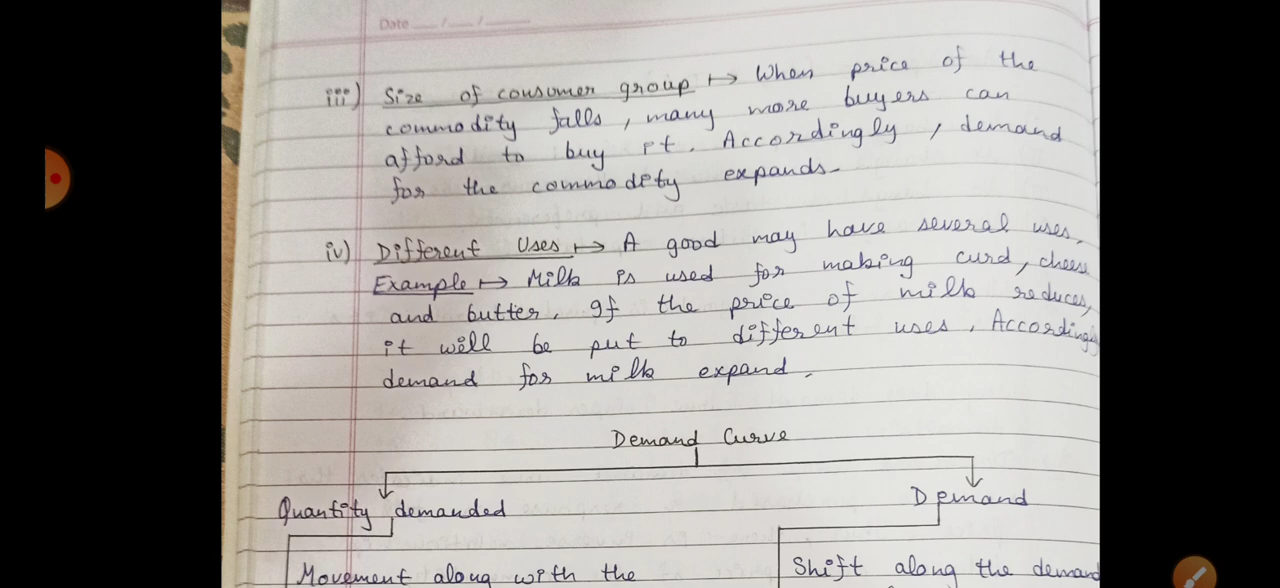 Date __/__/____
iii) Size of consumer group ↦ When price of the
commodity falls, many more buyers can
afford to buy it. Accordingly, demand
for the commodity expands.
iv) Different Uses ↦ A good may have several uses.
Example ↦ Milk is used for making curd, cheese
and butter. If the price of milk reduces,
it will be put to different uses. Accordingly
demand for milk expand.
Demand Curve
Quantity demanded Demand
Movement along with the Shift along the demand